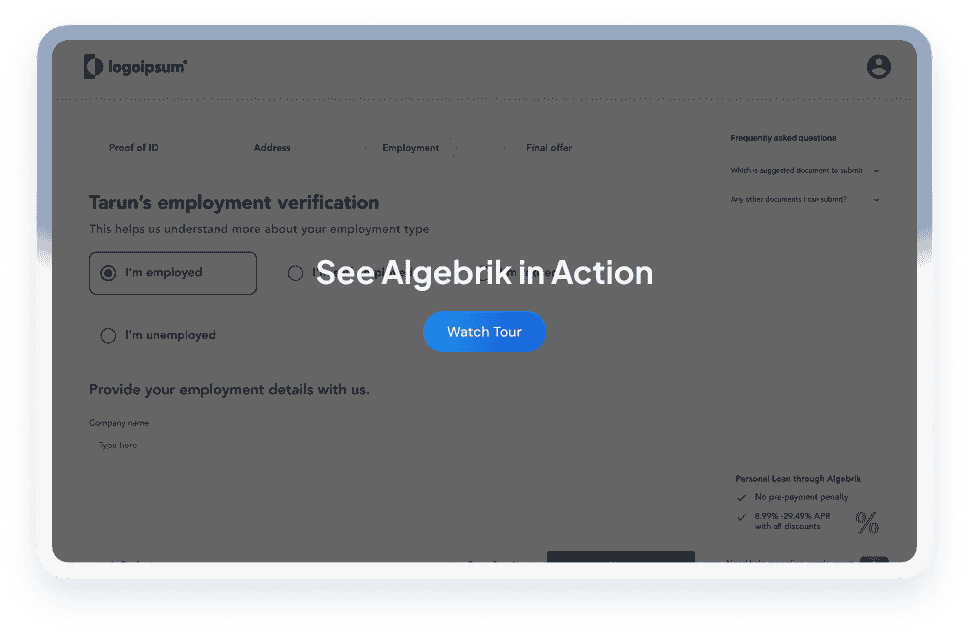 logoipsum
Proof of ID
Address
Employment
Final offer
Frequently asked questions
Which is suggested document to submit
Any other documents I can submit?
Tarun's employment verification
This helps us understand more about your employment type
I'm employed
See Algebrik in Action
I'm unemployed
Watch Tour
Provide your employment details with us.
Company name
Type here
Personal Loan through Algebrik
No pre-payment penalty
8.99% -29.49% APR
with all discounts
%